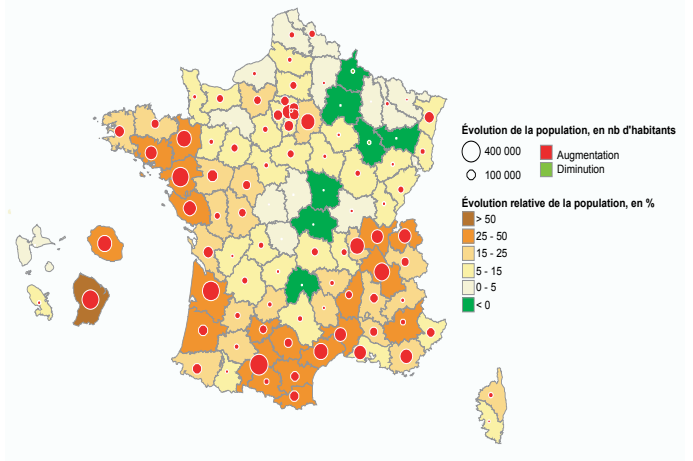 Évolution de la population, en nb d'habitants
400 000
100 000
Augmentation
Diminution
Évolution relative de la population, en %
> 50
25 - 50
15 - 25
5 - 15
0 - 5
< 0